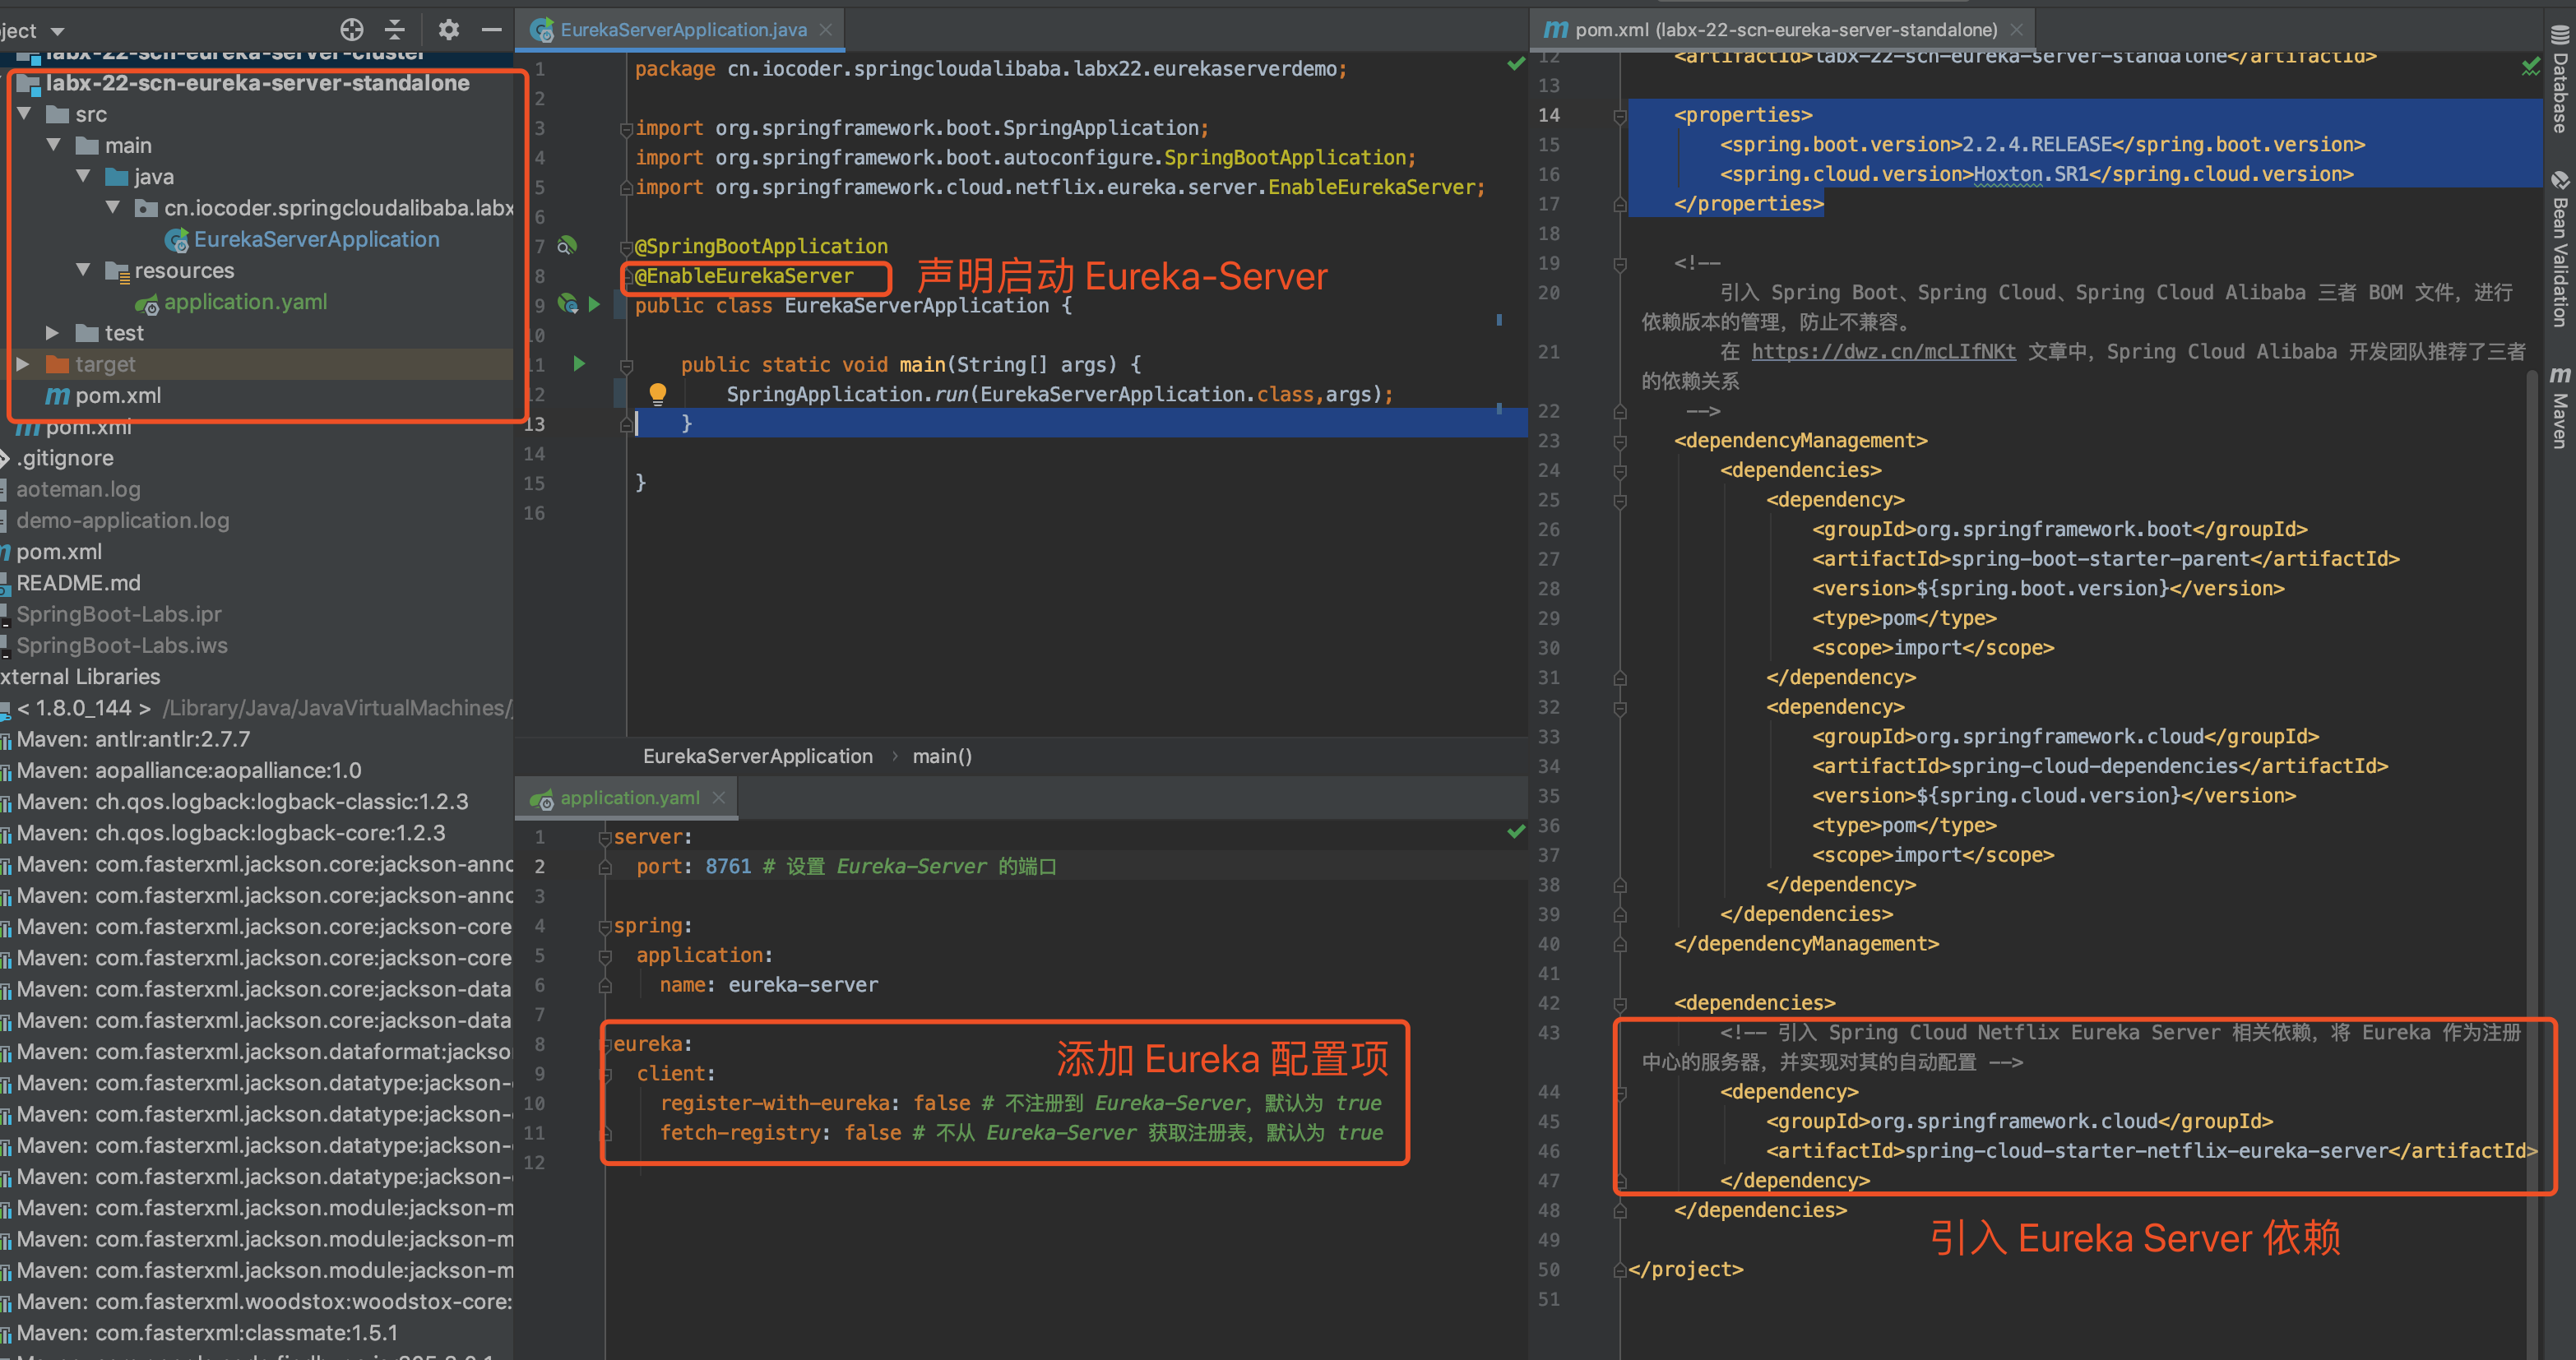 ject
labx-22-scn-eureka-server-cluster
labx-22-scn-eureka-server-standalone
src
main
java
cn.iocoder.springcloudalibaba.labx
EurekaServerApplication
resources
application.yaml
test
target
pom.xml
pom.xml
.gitignore
aoteman.log
demo-application.log
pom.xml
README.md
SpringBoot-Labs.ipr
SpringBoot-Labs.iws
xternal Libraries
< 1.8.0_144 > /Library/Java/JavaVirtualMachines/j
Maven: antlr:antlr:2.7.7
Maven: aopalliance:aopalliance:1.0
Maven: ch.qos.logback:logback-classic:1.2.3
Maven: ch.qos.logback:logback-core:1.2.3
Maven: com.fasterxml.jackson.core:jackson-anno
Maven: com.fasterxml.jackson.core:jackson-anno
Maven: com.fasterxml.jackson.core:jackson-core
Maven: com.fasterxml.jackson.core:jackson-core
Maven: com.fasterxml.jackson.core:jackson-data
Maven: com.fasterxml.jackson.core:jackson-data
Maven: com.fasterxml.jackson.dataformat:jackso
Maven: com.fasterxml.jackson.datatype:jackson-
Maven: com.fasterxml.jackson.datatype:jackson-
Maven: com.fasterxml.jackson.datatype:jackson-
Maven: com.fasterxml.jackson.datatype:jackson-
Maven: com.fasterxml.jackson.module:jackson-m
Maven: com.fasterxml.jackson.module:jackson-m
Maven: com.fasterxml.jackson.module:jackson-m
Maven: com.fasterxml.woodstox:woodstox-core:
Maven: com.fasterxml:classmate:1.5.1
EurekaServerApplication.java
1 package cn.iocoder.springcloudalibaba.labx22.eurekaserverdemo;
2
3 import org.springframework.boot.SpringApplication;
4 import org.springframework.boot.autoconfigure.SpringBootApplication;
5 import org.springframework.cloud.netflix.eureka.server.EnableEurekaServer;
6
7 @SpringBootApplication
8 @EnableEurekaServer 声明启动 Eureka-Server
9 public class EurekaServerApplication {
10
11 public static void main(String[] args) {
12 SpringApplication.run(EurekaServerApplication.class,args);
13 }
14
15 }
16
EurekaServerApplication › main()
application.yaml
1 server:
2 port: 8761 # 设置 Eureka-Server 的端口
3
4 spring:
5 application:
6 name: eureka-server
7
8 eureka:
添加 Eureka 配置项
9 client:
10 register-with-eureka: false # 不注册到 Eureka-Server，默认为 true
11 fetch-registry: false # 不从 Eureka-Server 获取注册表，默认为 true
12
pom.xml (labx-22-scn-eureka-server-standalone)
12 <artifactId>labx-22-scn-eureka-server-standalone</artifactId>
13
14 <properties>
15 <spring.boot.version>2.2.4.RELEASE</spring.boot.version>
16 <spring.cloud.version>Hoxton.SR1</spring.cloud.version>
17 </properties>
18
19 <!--
20 引入 Spring Boot、Spring Cloud、Spring Cloud Alibaba 三者 BOM 文件，进行
依赖版本的管理，防止不兼容。
21 在 https://dwz.cn/mcLIfNKt 文章中，Spring Cloud Alibaba 开发团队推荐了三者
的依赖关系
22 -->
23 <dependencyManagement>
24 <dependencies>
25 <dependency>
26 <groupId>org.springframework.boot</groupId>
27 <artifactId>spring-boot-starter-parent</artifactId>
28 <version>${spring.boot.version}</version>
29 <type>pom</type>
30 <scope>import</scope>
31 </dependency>
32 <dependency>
33 <groupId>org.springframework.cloud</groupId>
34 <artifactId>spring-cloud-dependencies</artifactId>
35 <version>${spring.cloud.version}</version>
36 <type>pom</type>
37 <scope>import</scope>
38 </dependency>
39 </dependencies>
40 </dependencyManagement>
41
42 <dependencies>
43 <!-- 引入 Spring Cloud Netflix Eureka Server 相关依赖，将 Eureka 作为注册
中心的服务器，并实现对其的自动配置 -->
44 <dependency>
45 <groupId>org.springframework.cloud</groupId>
46 <artifactId>spring-cloud-starter-netflix-eureka-server</artifactId>
47 </dependency>
48 </dependencies>
49
引入 Eureka Server 依赖
50 </project>
51
Database
Bean Validation
Maven